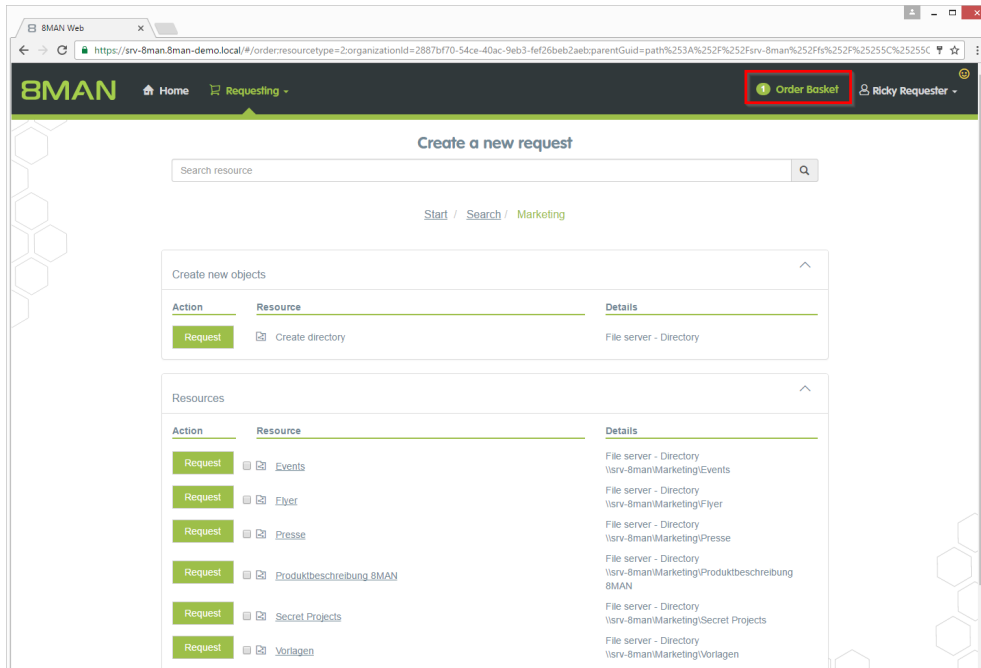 8MAN Web
https://srv-8man.8man-demo.local/#/order:resourcetype=2;organizationId=2887bf70-54ce-40ac-9eb3-fef26beb2aeb;parentGuid=path%253A%252F%252Fsrv-8man%252Ffs%252F%25255C%25255C
8MAN Home Requesting 1 Order Basket Ricky Requester
Create a new request
Search resource
Start / Search / Marketing
Create new objects
Action Resource Details
Request Create directory File server - Directory
Resources
Action Resource Details
Request Events File server - Directory
\\srv-8man\Marketing\Events
Request Flyer File server - Directory
\\srv-8man\Marketing\Flyer
Request Presse File server - Directory
\\srv-8man\Marketing\Presse
Request Produktbeschreibung 8MAN File server - Directory
\\srv-8man\Marketing\Produktbeschreibung
8MAN
Request Secret Projects File server - Directory
\\srv-8man\Marketing\Secret Projects
Request Vorlagen File server - Directory
\\srv-8man\Marketing\Vorlagen